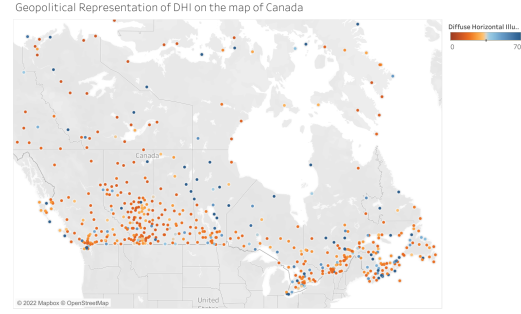 Geopolitical Representation of DHI on the map of Canada
Diffuse Horizontal Illu..
0 70
Canada
United
© 2022 Mapbox © OpenStreetMap